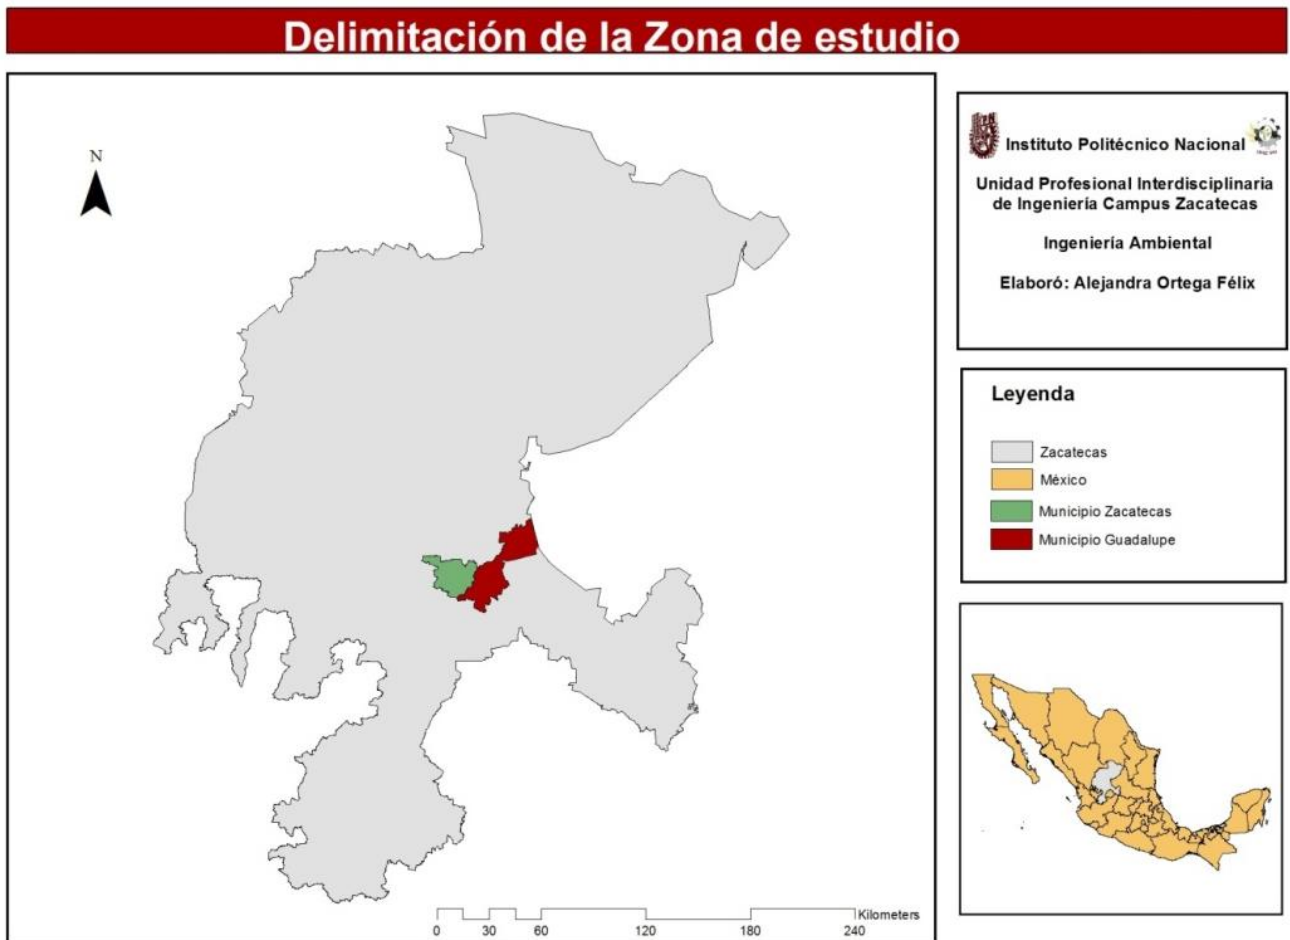 Delimitación de la Zona de estudio
N
Instituto Politécnico Nacional
Unidad Profesional Interdisciplinaria
de Ingeniería Campus Zacatecas
Ingeniería Ambiental
Elaboró: Alejandra Ortega Félix
Leyenda
Zacatecas
México
Municipio Zacatecas
Municipio Guadalupe
Kilometers
0 30 60 120 180 240